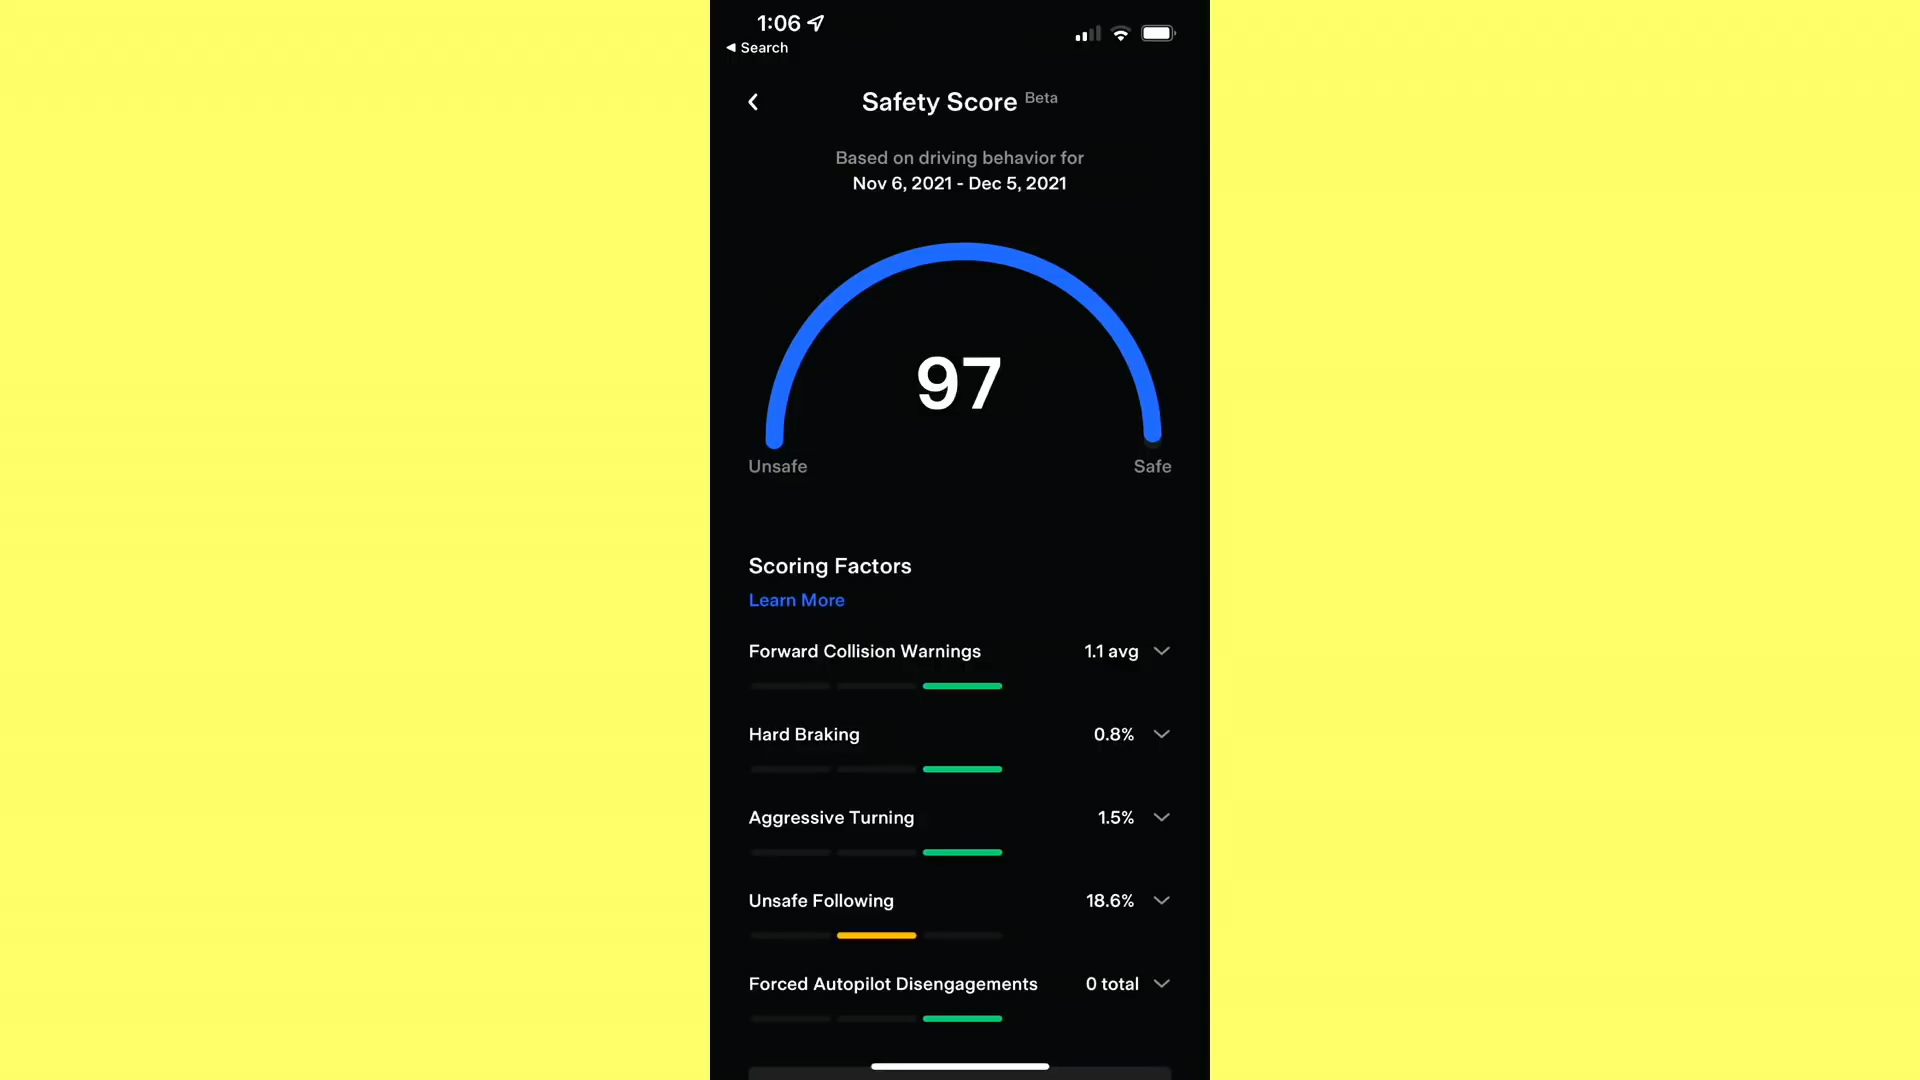 1:06
◀ Search
Safety Score Beta
Based on driving behavior for
Nov 6, 2021 - Dec 5, 2021
97
Unsafe
Safe
Scoring Factors
Learn More
Forward Collision Warnings 1.1 avg
Hard Braking 0.8%
Aggressive Turning 1.5%
Unsafe Following 18.6%
Forced Autopilot Disengagements 0 total